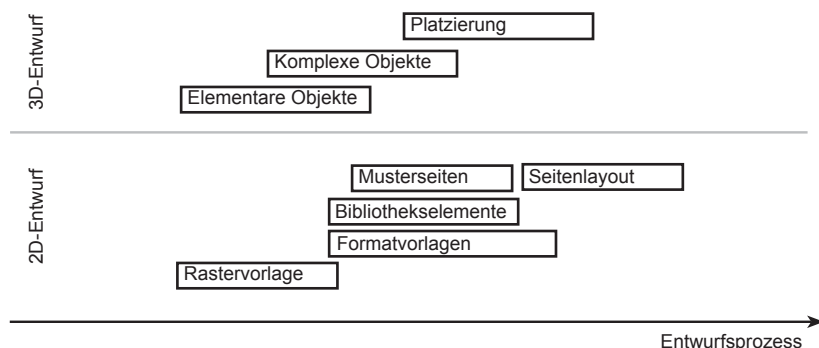 3D-Entwurf
Platzierung
Komplexe Objekte
Elementare Objekte
2D-Entwurf
Musterseiten
Seitenlayout
Bibliothekselemente
Formatvorlagen
Rastervorlage
Entwurfsprozess